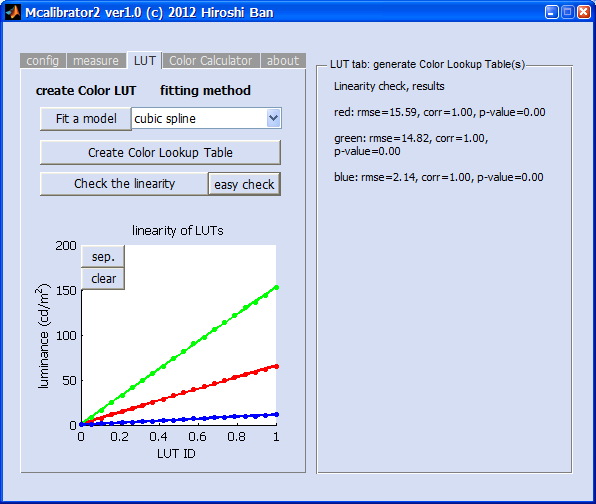 Mcalibrator2 ver1.0 (c) 2012 Hiroshi Ban
config measure LUT Color Calculator about
create Color LUT fitting method
Fit a model cubic spline
Create Color Lookup Table
Check the linearity easy check
linearity of LUTs
sep.
clear
luminance (cd/m²)
200
150
100
50
0
0 0.2 0.4 0.6 0.8 1
LUT ID
LUT tab: generate Color Lookup Table(s)
Linearity check, results
red: rmse=15.59, corr=1.00, p-value=0.00
green: rmse=14.82, corr=1.00,
p-value=0.00
blue: rmse=2.14, corr=1.00, p-value=0.00